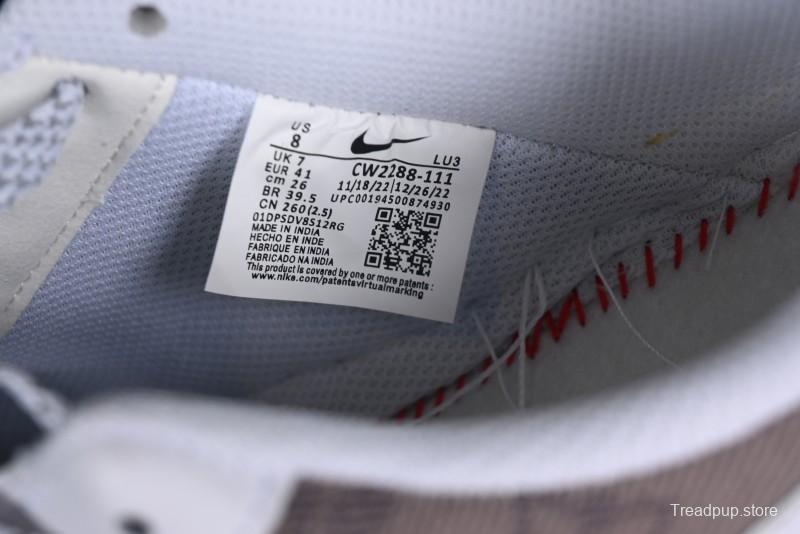 US
8
LU3
UK 7
CW2288-111
EUR 41
11/18/22 | 12/26/22
cm 26
UPC00194500874930
BR 39.5
CN 260(2.5)
01DPSDV8S12RG
MADE IN INDIA
HECHO EN INDE
FABRIQUE EN INDIA
FABRICADO NA INDIA
This product is covered by one or more patents :
www.nike.com/patentsvirtualmarking
Treadpup.store